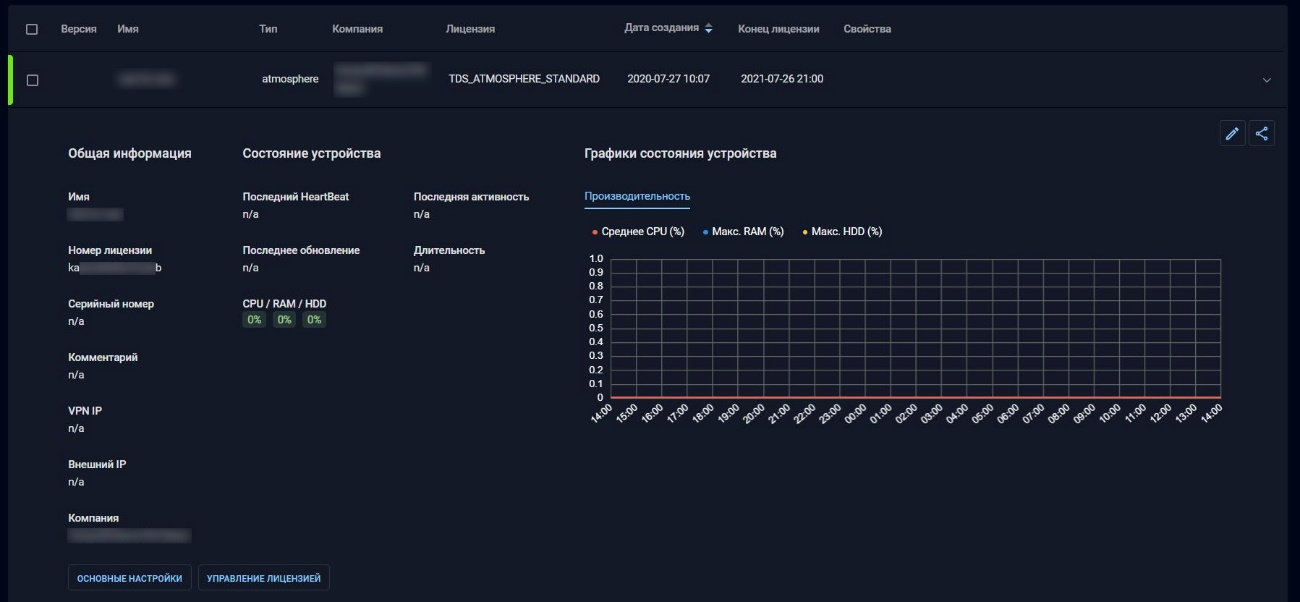 Версия Имя Тип Компания Лицензия Дата создания Конец лицензии Свойства
atmosphere TDS_ATMOSPHERE_STANDARD 2020-07-27 10:07 2021-07-26 21:00
Общая информация Состояние устройства Графики состояния устройства
Имя Последний HeartBeat Последняя активность Производительность
n/a n/a
Среднее CPU (%) Макс. RAM (%) Макс. HDD (%)
Номер лицензии Последнее обновление Длительность
ka b n/a n/a
Серийный номер CPU / RAM / HDD
n/a 0% 0% 0%
Комментарий
n/a
VPN IP
n/a
Внешний IP
n/a
Компания
1.0
0.9
0.8
0.7
0.6
0.5
0.4
0.3
0.2
0.1
0
14:00 15:00 16:00 17:00 18:00 19:00 20:00 21:00 22:00 23:00 00:00 01:00 02:00 03:00 04:00 05:00 06:00 07:00 08:00 09:00 10:00 11:00 12:00 13:00 14:00
ОСНОВНЫЕ НАСТРОЙКИ УПРАВЛЕНИЕ ЛИЦЕНЗИЕЙ